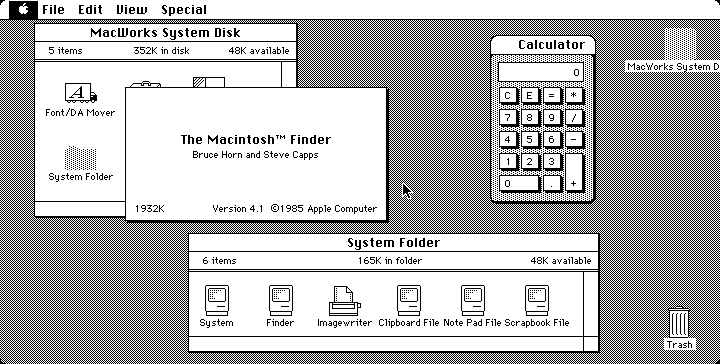 File Edit View Special
MacWorks System Disk
5 items 352K in disk 48K available
Font/DA Mover
System Folder
The Macintosh™ Finder
Bruce Horn and Steve Capps
1932K Version 4.1 ©1985 Apple Computer
Calculator
0
C E = *
7 8 9 /
4 5 6 -
1 2 3
0 . +
MacWorks System D
System Folder
6 items 165K in folder 48K available
System Finder Imagewriter Clipboard File Note Pad File Scrapbook File
Trash